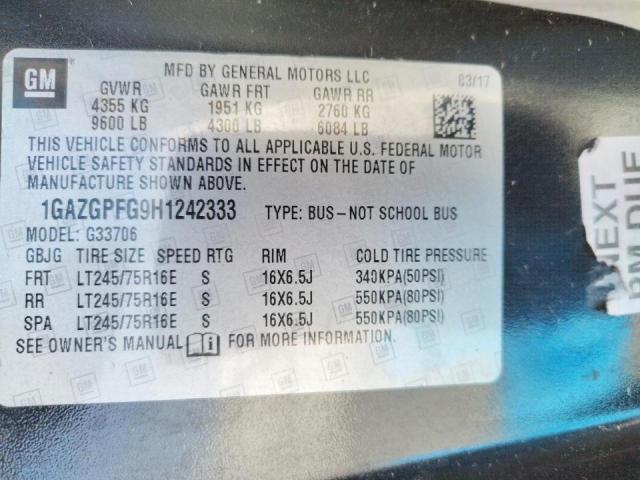 GM
MFD BY GENERAL MOTORS LLC
03/17
GVWR GAWR FRT GAWR RR
4355 KG 1951 KG 2760 KG
9600 LB 4300 LB 6084 LB
THIS VEHICLE CONFORMS TO ALL APPLICABLE U.S. FEDERAL MOTOR
VEHICLE SAFETY STANDARDS IN EFFECT ON THE DATE OF
MANUFACTURE SHOWN ABOVE.
1GAZGPFG9H1242333 TYPE: BUS–NOT SCHOOL BUS
MODEL: G33706
GBJG TIRE SIZE SPEED RTG RIM COLD TIRE PRESSURE
FRT LT245/75R16E S 16X6.5J 340KPA(50PSI)
RR LT245/75R16E S 16X6.5J 550KPA(80PSI)
SPA LT245/75R16E S 16X6.5J 550KPA(80PSI)
SEE OWNER'S MANUAL FOR MORE INFORMATION.
NEXT
PM DUE